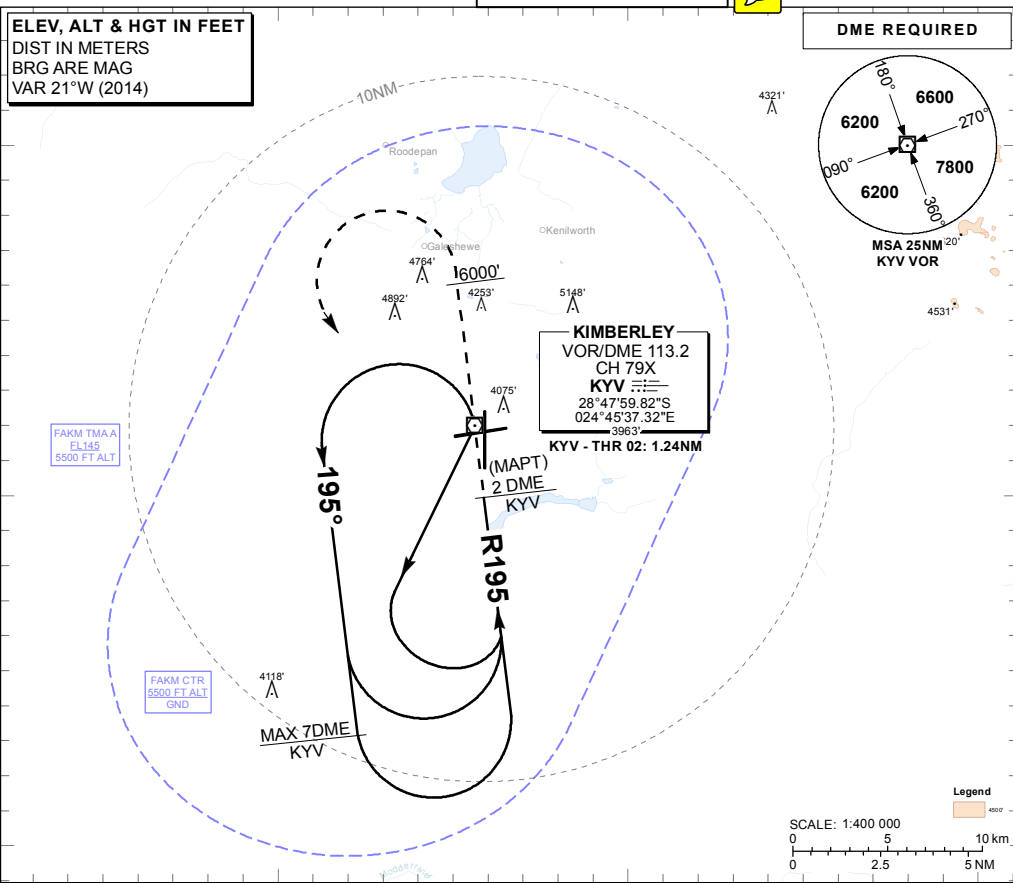 ELEV, ALT & HGT IN FEET
DIST IN METERS
BRG ARE MAG
VAR 21°W (2014)
DME REQUIRED
180°
6600
6200
270°
090°
7800
6200
360°
MSA 25NM
KYV VOR
20'
4321'
10NM
Roodepan
Kenilworth
Galeshewe
4764'
6000'
4892'
4253'
5148'
4531'
KIMBERLEY
VOR/DME 113.2
CH 79X
KYV
28°47'59.82"S
024°45'37.32"E
3963'
KYV - THR 02: 1.24NM
4075'
FAKM TMA A
FL145
5500 FT ALT
(MAPT)
2 DME
KYV
195°
R195
FAKM CTR
5500 FT ALT
GND
4118'
MAX 7DME
KYV
Legend
4500'
SCALE: 1:400 000
0 5 10 km
0 2.5 5 NM